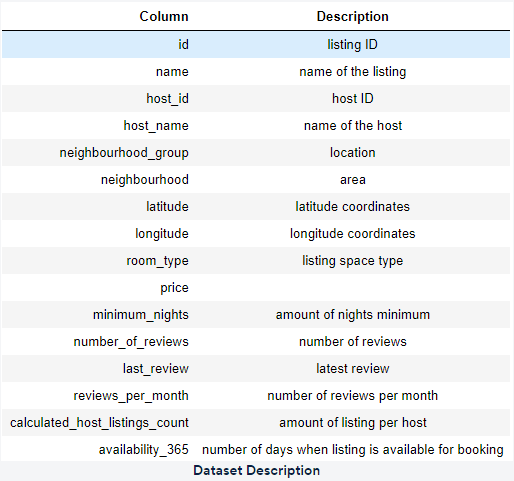 Column Description
id listing ID
name name of the listing
host_id host ID
host_name name of the host
neighbourhood_group location
neighbourhood area
latitude latitude coordinates
longitude longitude coordinates
room_type listing space type
price
minimum_nights amount of nights minimum
number_of_reviews number of reviews
last_review latest review
reviews_per_month number of reviews per month
calculated_host_listings_count amount of listing per host
availability_365 number of days when listing is available for booking
Dataset Description